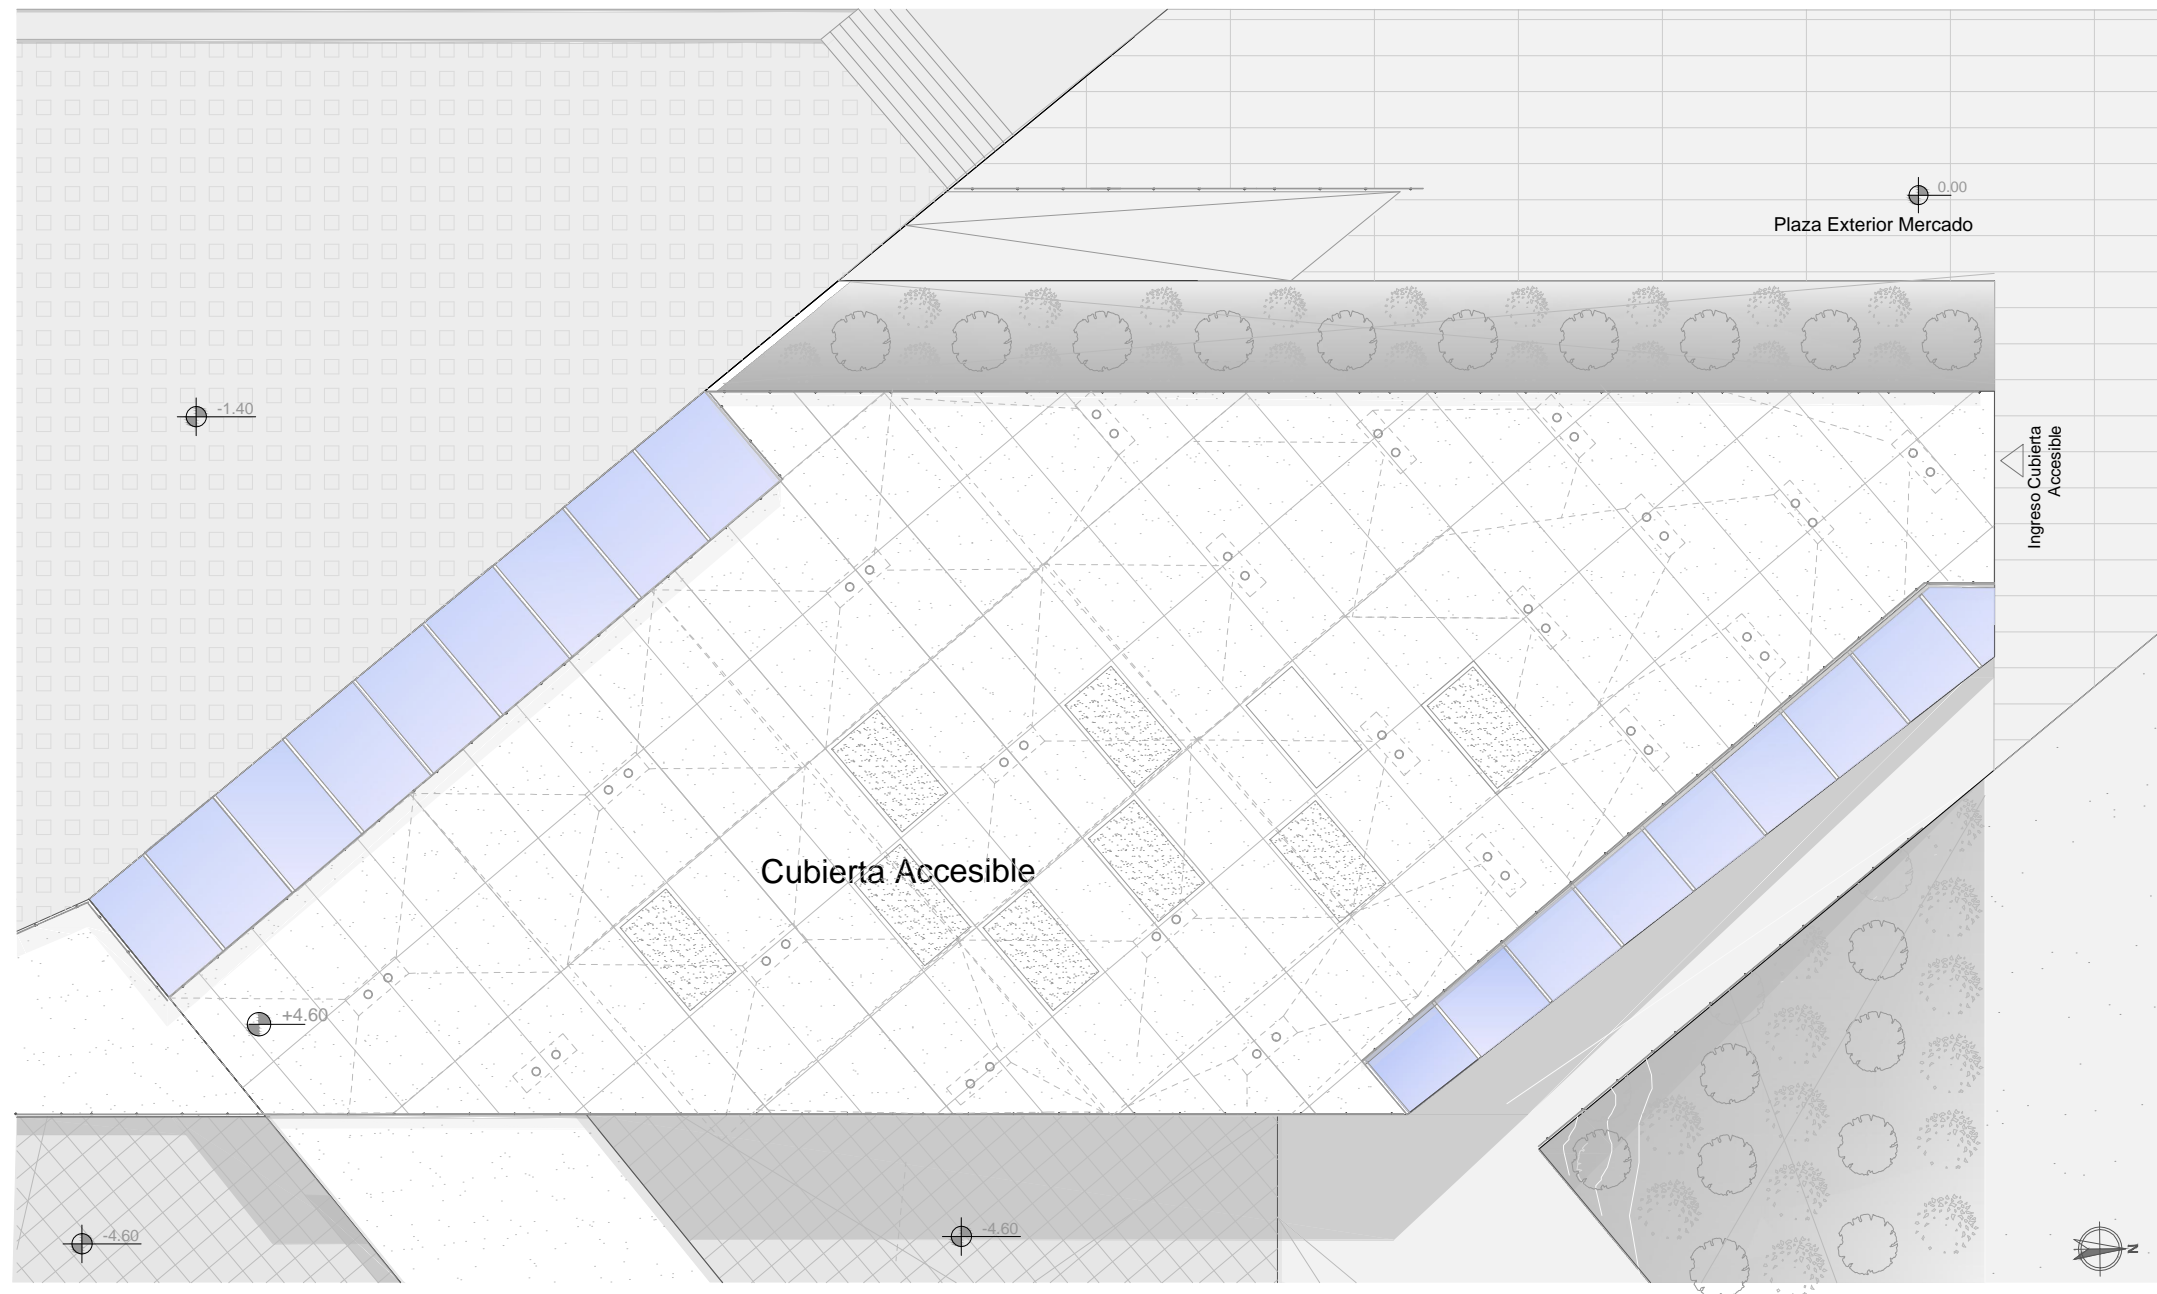 0.00
Plaza Exterior Mercado
-1.40
Ingreso Cubierta
Accesible
Cubierta Accesible
+4.60
-4.60
-4.60
N